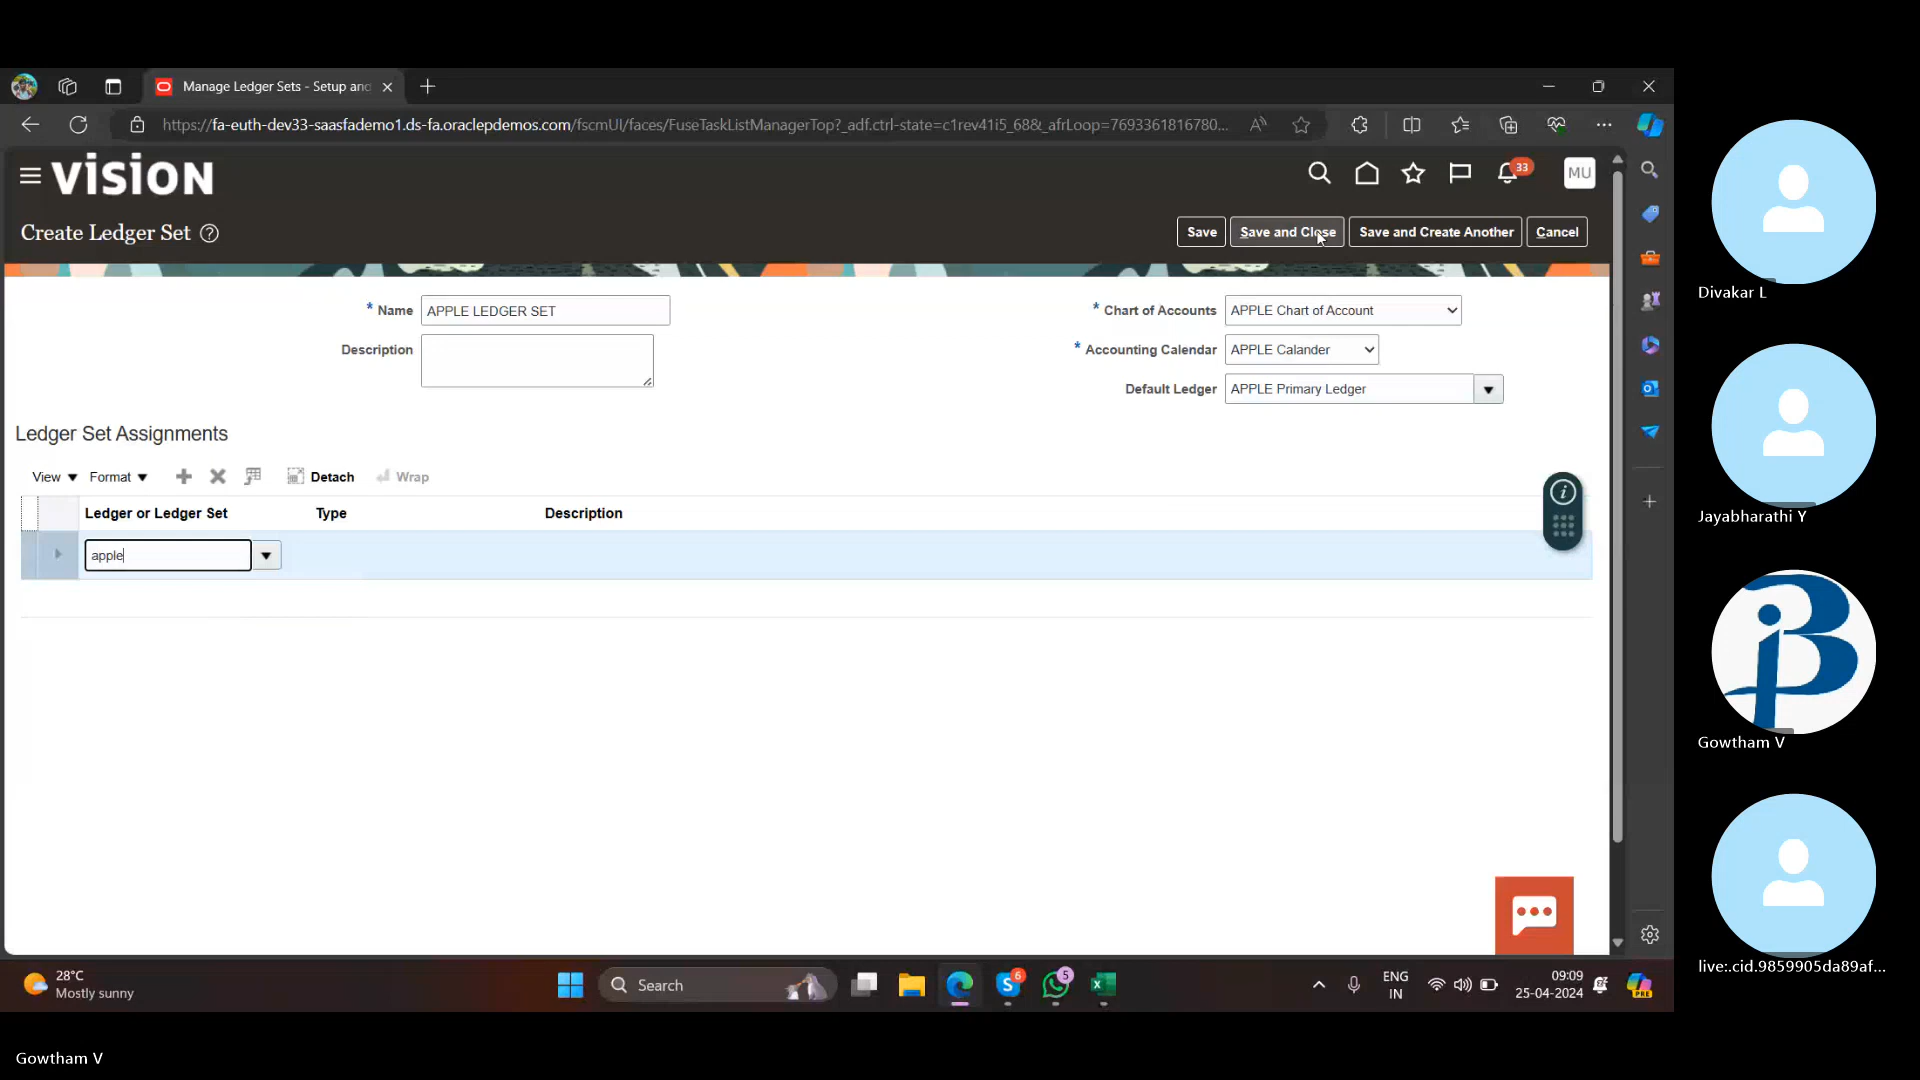 Manage Ledger Sets - Setup and
https://fa-euth-dev33-saasfademo1.ds-fa.oraclepdemos.com/fscmUI/faces/FuseTaskListManagerTop?_adf.ctrl-state=c1rev41i5_68&_afrLoop=7693361816780...
VISION
33
MU
Create Ledger Set
Save
Save and Close
Save and Create Another
Cancel
* Name APPLE LEDGER SET
* Chart of Accounts APPLE Chart of Account
Description
* Accounting Calendar APPLE Calander
Default Ledger APPLE Primary Ledger
Ledger Set Assignments
View Format Detach Wrap
Ledger or Ledger Set Type Description
apple
Divakar L
Jayabharathi Y
Gowtham V
live:.cid.9859905da89af...
28°C
Mostly sunny
Search
6
5
ENG
IN
09:09
25-04-2024
PRE
Gowtham V